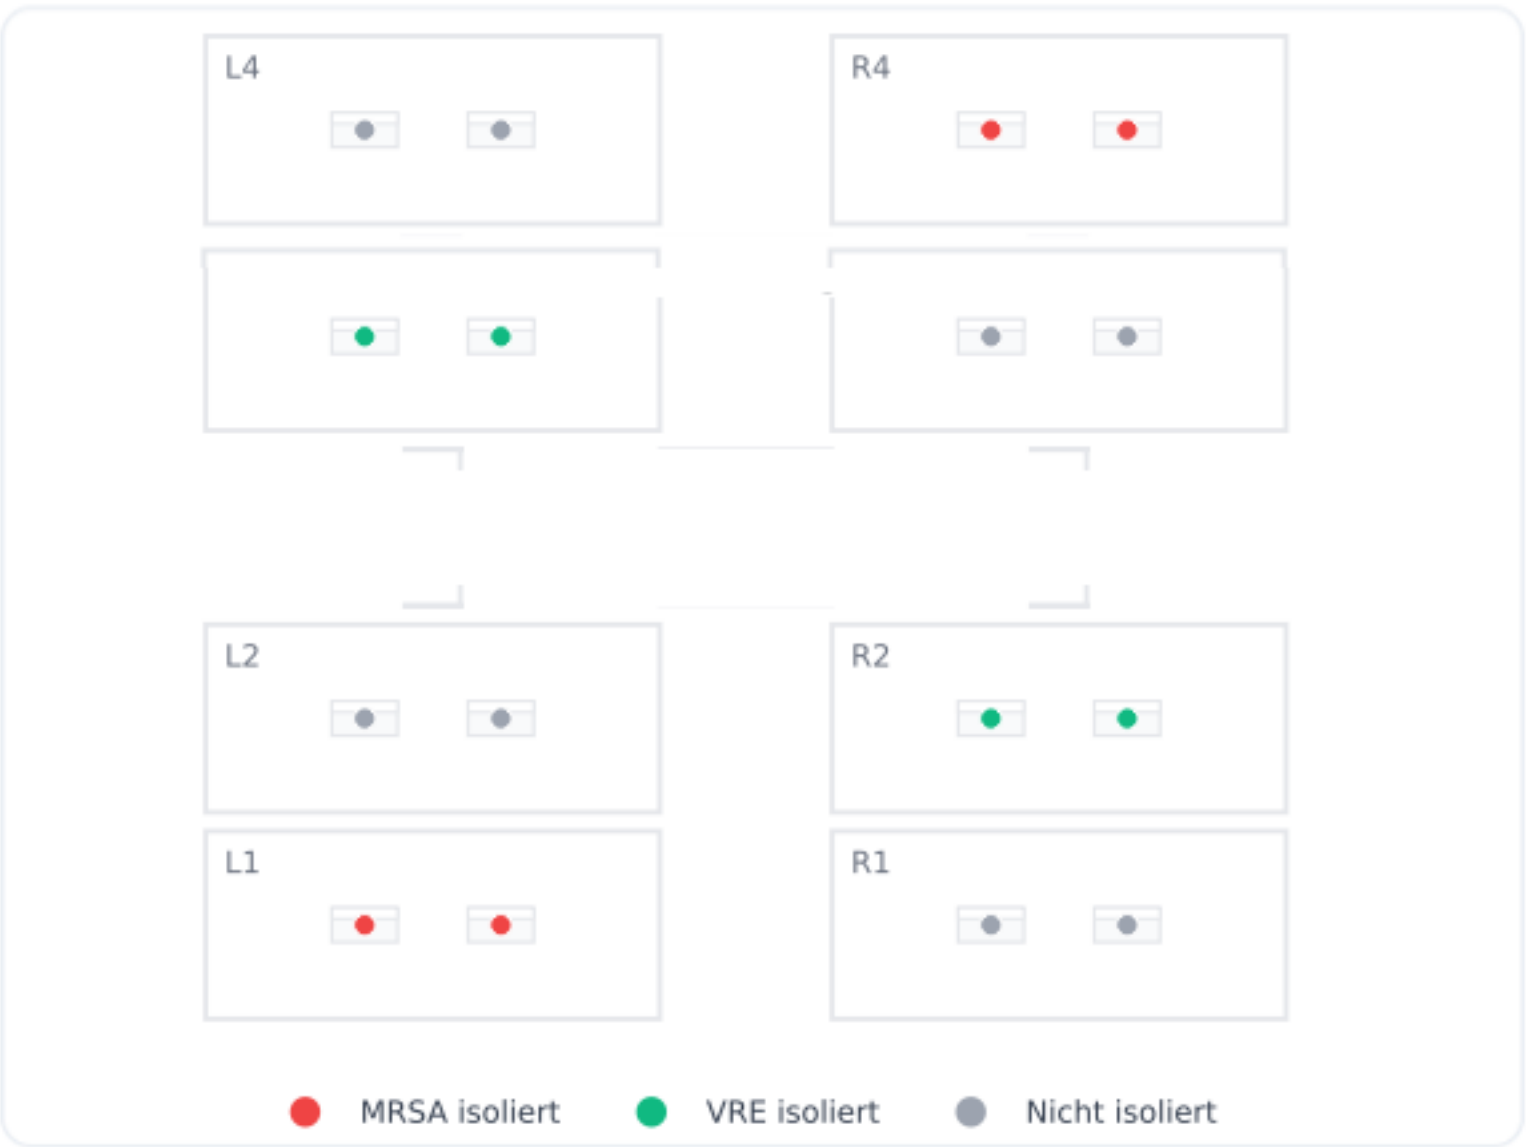 L4
R4
L2
R2
L1
R1
MRSA isoliert
VRE isoliert
Nicht isoliert